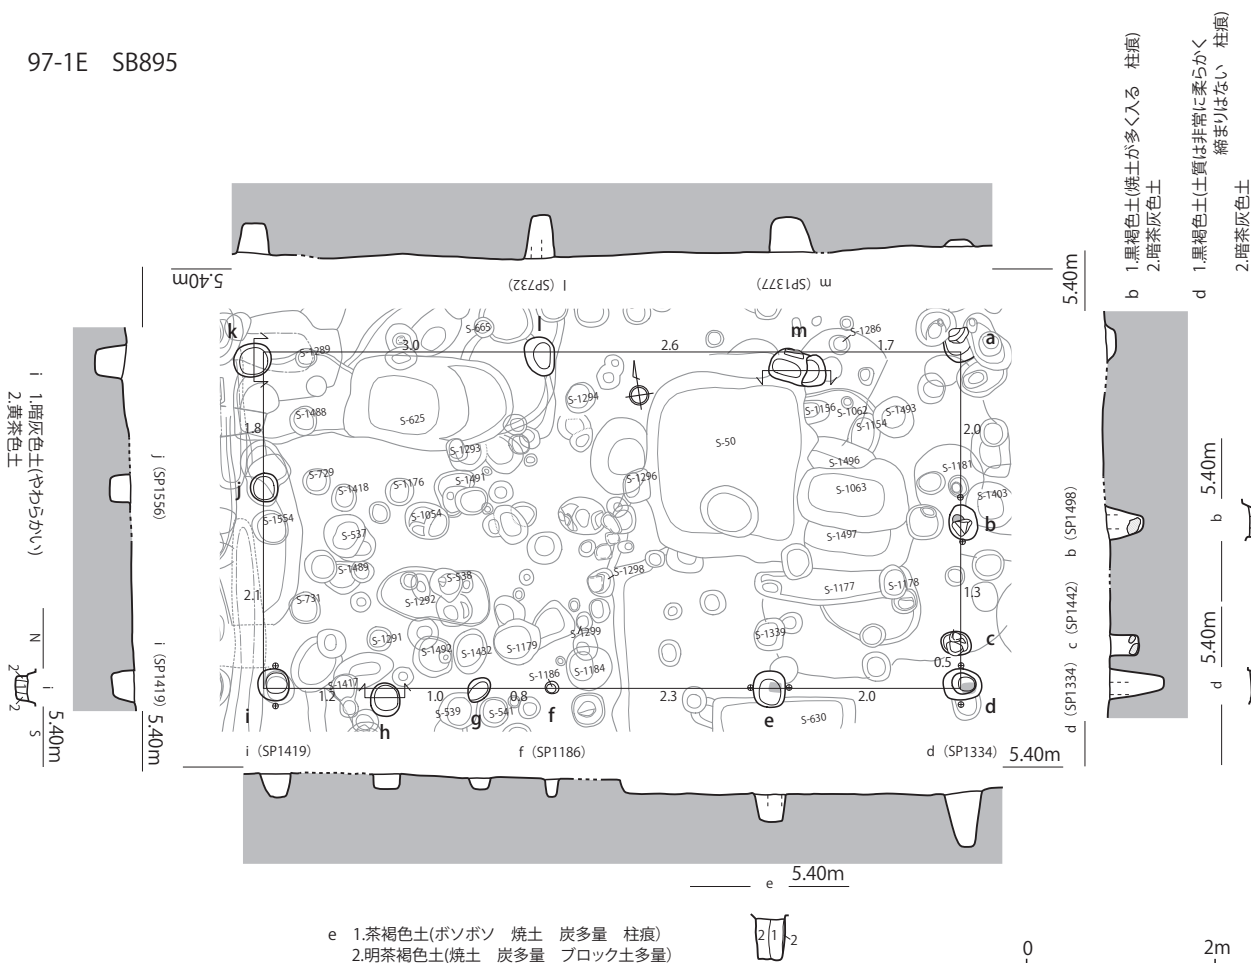 97-1E SB895
b 1.黒褐色土(焼土が多く入る 柱痕)
2.暗茶灰色土
d 1.黒褐色土(土質は非常に柔らかく
締まりはない 柱痕)
2.暗茶灰色土
5.40m
l (SP732)
m (SP1377)
5.40m
k
S-1289
3.0
S-665
l
2.6
m
S-1286
1.7
a
S-1488
S-625
S-1294
S-50
S-1156
S-1062
S-1154
S-1493
1.8
2.0
j
S-729
S-1418
S-1176
S-1293
S-1491
S-1054
S-1296
S-1496
S-1063
S-1181
S-1403
S-1554
S-537
S-1497
b
S-1489
S-538
S-1298
2.1
S-731
S-1292
S-1177
S-1178
1.3
S-1291
S-1492
S-1432
S-1179
S-1299
S-1339
c
0.5
S-1417
S-1186
S-1184
i
1.2
h
1.0
g
0.8
f
2.3
e
2.0
d
S-539
S-541
S-630
i 1.暗灰色土(やわらかい)
2.黄茶色土
j (SP1556)
i (SP1419)
5.40m
N
i
S
2
1
2
5.40m
b (SP1498)
c (SP1442)
d (SP1334)
5.40m
b
5.40m
d
i (SP1419)
f (SP1186)
d (SP1334)
5.40m
e
5.40m
2
1
2
e 1.茶褐色土(ボソボソ 焼土 炭多量 柱痕)
2.明茶褐色土(焼土 炭多量 ブロック土多量)
0
2m